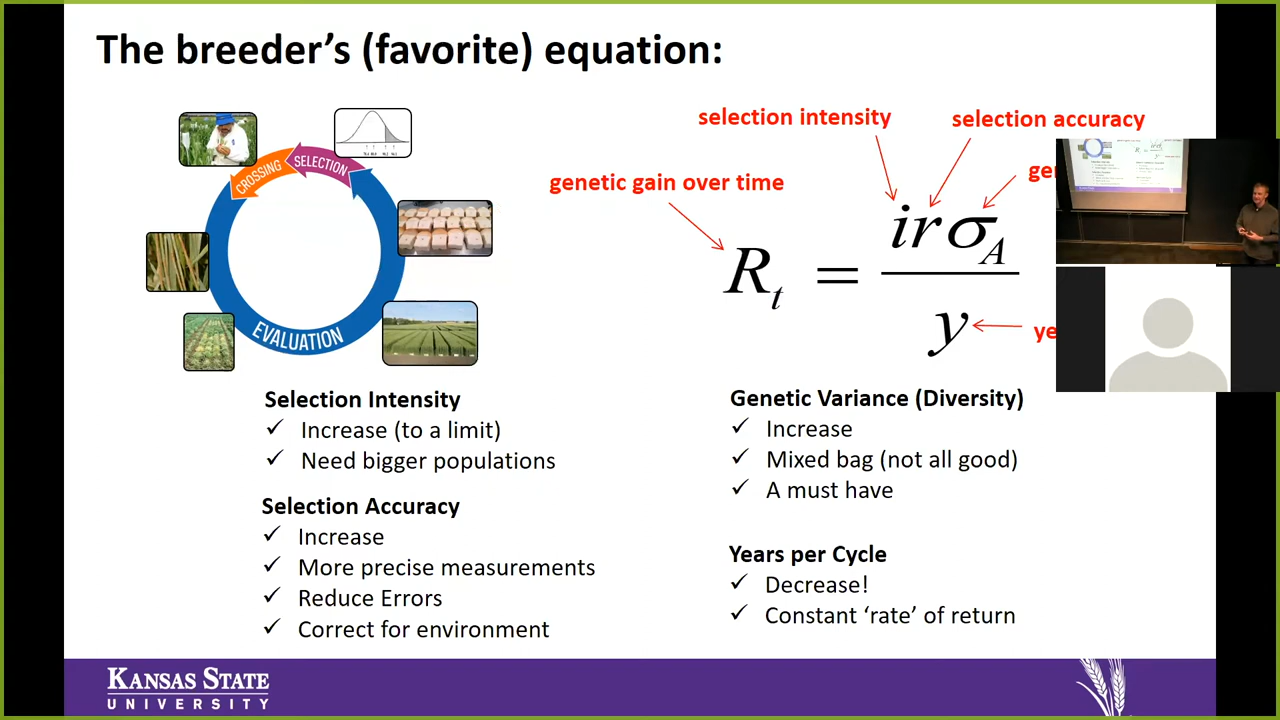 The breeder's (favorite) equation:
selection intensity
selection accuracy
genetic gain over time
CROSSING
SELECTION
EVALUATION
R_t = irσ_A / y
Selection Intensity
✓ Increase (to a limit)
✓ Need bigger populations
Selection Accuracy
✓ Increase
✓ More precise measurements
✓ Reduce Errors
✓ Correct for environment
Genetic Variance (Diversity)
✓ Increase
✓ Mixed bag (not all good)
✓ A must have
Years per Cycle
✓ Decrease!
✓ Constant ‘rate’ of return
KANSAS STATE
UNIVERSITY